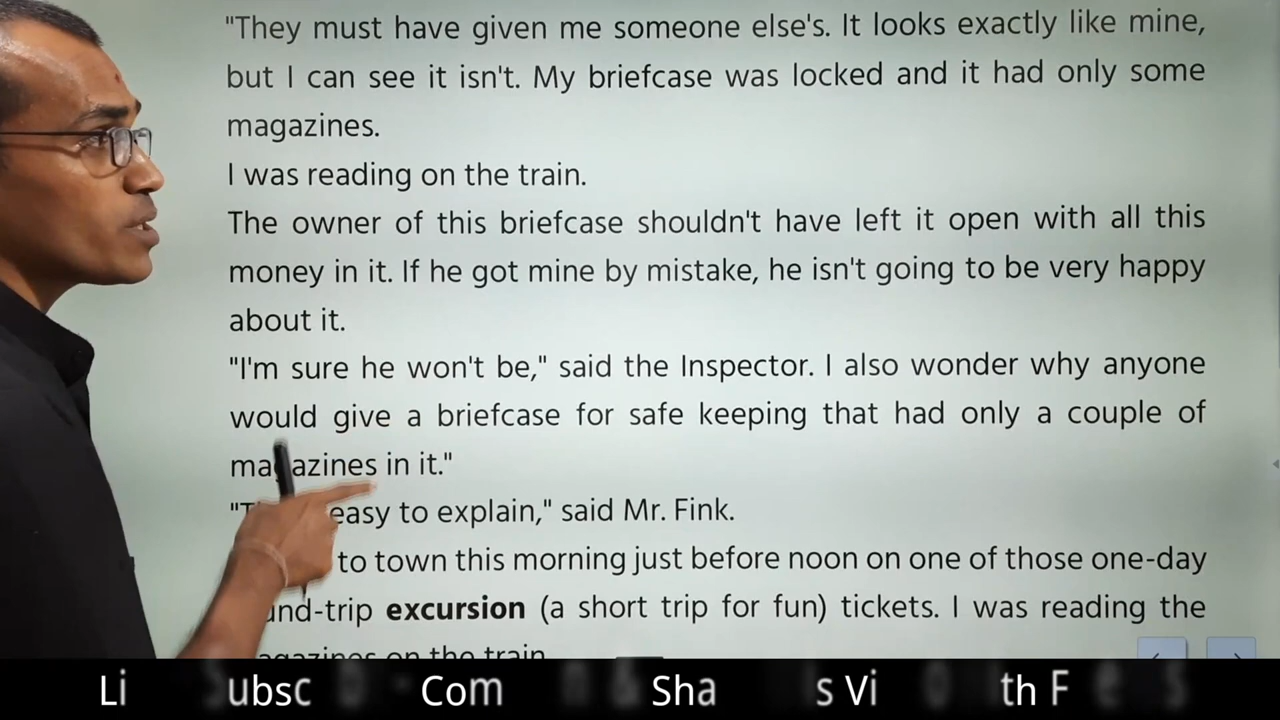 "They must have given me someone else's. It looks exactly like mine,
but I can see it isn't. My briefcase was locked and it had only some
magazines.
I was reading on the train.
The owner of this briefcase shouldn't have left it open with all this
money in it. If he got mine by mistake, he isn't going to be very happy
about it.
"I'm sure he won't be," said the Inspector. I also wonder why anyone
would give a briefcase for safe keeping that had only a couple of
magazines in it."
easy to explain," said Mr. Fink.
to town this morning just before noon on one of those one-day
excursion (a short trip for fun) tickets. I was reading the
on the train
Li ubsc Com Sha s Vi th F